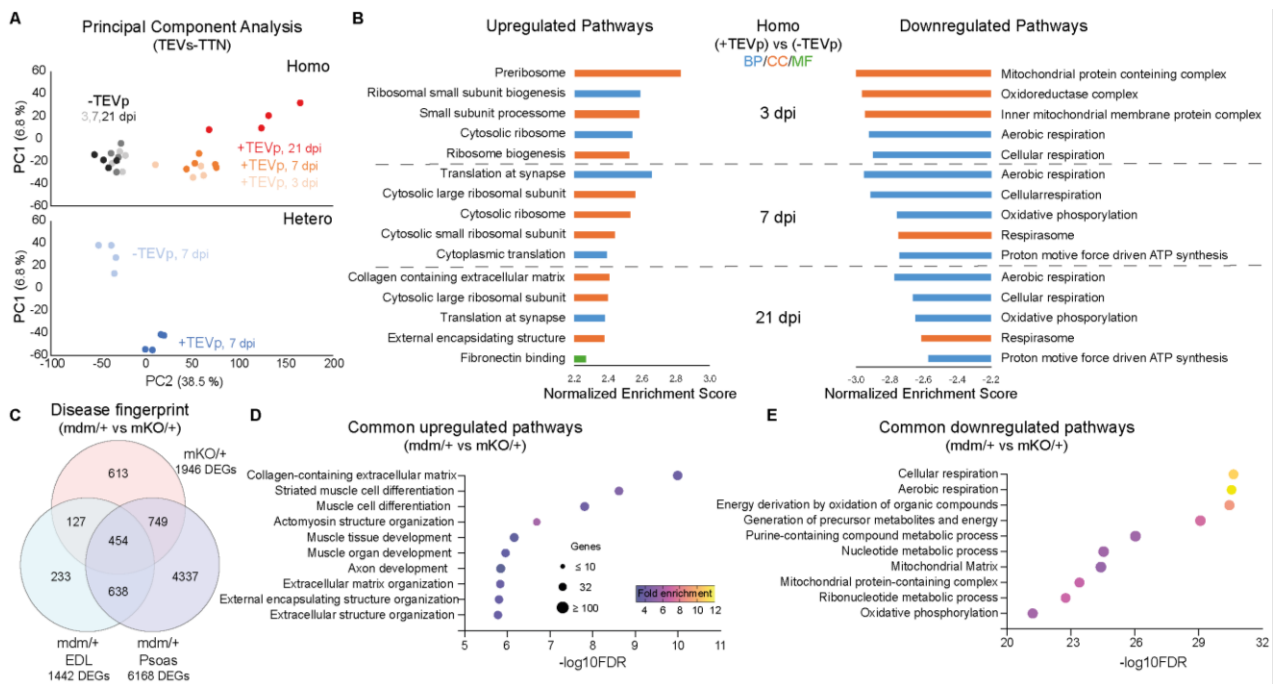 A
Principal Component Analysis
(TEVs-TTN)
Homo
60
40
20
0
-20
-40
-60
PC1 (6.8 %)
-TEVp
3,7,21 dpi
+TEVp, 21 dpi
+TEVp, 7 dpi
+TEVp, 3 dpi
Hetero
60
40
20
0
-20
-40
-60
PC1 (6.8 %)
-TEVp, 7 dpi
+TEVp, 7 dpi
-100 -50 0 50 100 150 200
PC2 (38.5 %)
B
Upregulated Pathways
Homo
(+TEVp) vs (-TEVp)
BP/CC/MF
Downregulated Pathways
Preribosome
Ribosomal small subunit biogenesis
Small subunit processome
Cytosolic ribosome
Ribosome biogenesis
3 dpi
Mitochondrial protein conteining complex
Oxidoreductase complex
Inner mitochondrial membrane protein complex
Aerobic respiration
Cellular respiration
Translation at synapse
Cytosolic large ribosomal subunit
Cytosolic ribosome
Cytosolic small ribosomal subunit
Cytoplasmic translation
7 dpi
Aerobic respiration
Cellularrespiration
Oxidative phosporylation
Respirasome
Proton motive force driven ATP synthesis
Collagen containing extracellular matrix
Cytosolic large ribosomal subunit
Translation at synapse
External encapsidating structure
Fibronectin binding
21 dpi
Aerobic respiration
Cellular respiration
Oxidative phosporylation
Respirasome
Proton motive force driven ATP synthesis
2.2 2.4 2.6 2.8 3.0
Normalized Enrichment Score
-3.0 -2.8 -2.6 -2.4 -2.2
Normalized Enrichment Score
C
Disease fingerprint
(mdm/+ vs mKO/+)
mKO/+
1946 DEGs
613
127
749
454
233
4337
638
mdm/+
EDL
1442 DEGs
mdm/+
Psoas
6168 DEGs
D
Common upregulated pathways
(mdm/+ vs mKO/+)
Collagen-containing extracellular matrix
Striated muscle cell differentiation
Muscle cell differentiation
Actomyosin structure organization
Muscle tissue development
Muscle organ development
Axon development
Extracellular matrix organization
External encapsulating structure organization
Extracellular structure organization
Genes
≤ 10
32
≥ 100
Fold enrichment
4 6 8 10 12
5 6 7 8 9 10 11
-log10FDR
E
Common downregulated pathways
(mdm/+ vs mKO/+)
Cellular respiration
Aerobic respiration
Energy derivation by oxidation of organic compounds
Generation of precursor metabolites and energy
Purine-containing compound metabolic process
Nucleotide metabolic process
Mitochondrial Matrix
Mitochondrial protein-containing complex
Ribonucleotide metabolic process
Oxidative phosphorylation
20 23 26 29 32
-log10FDR